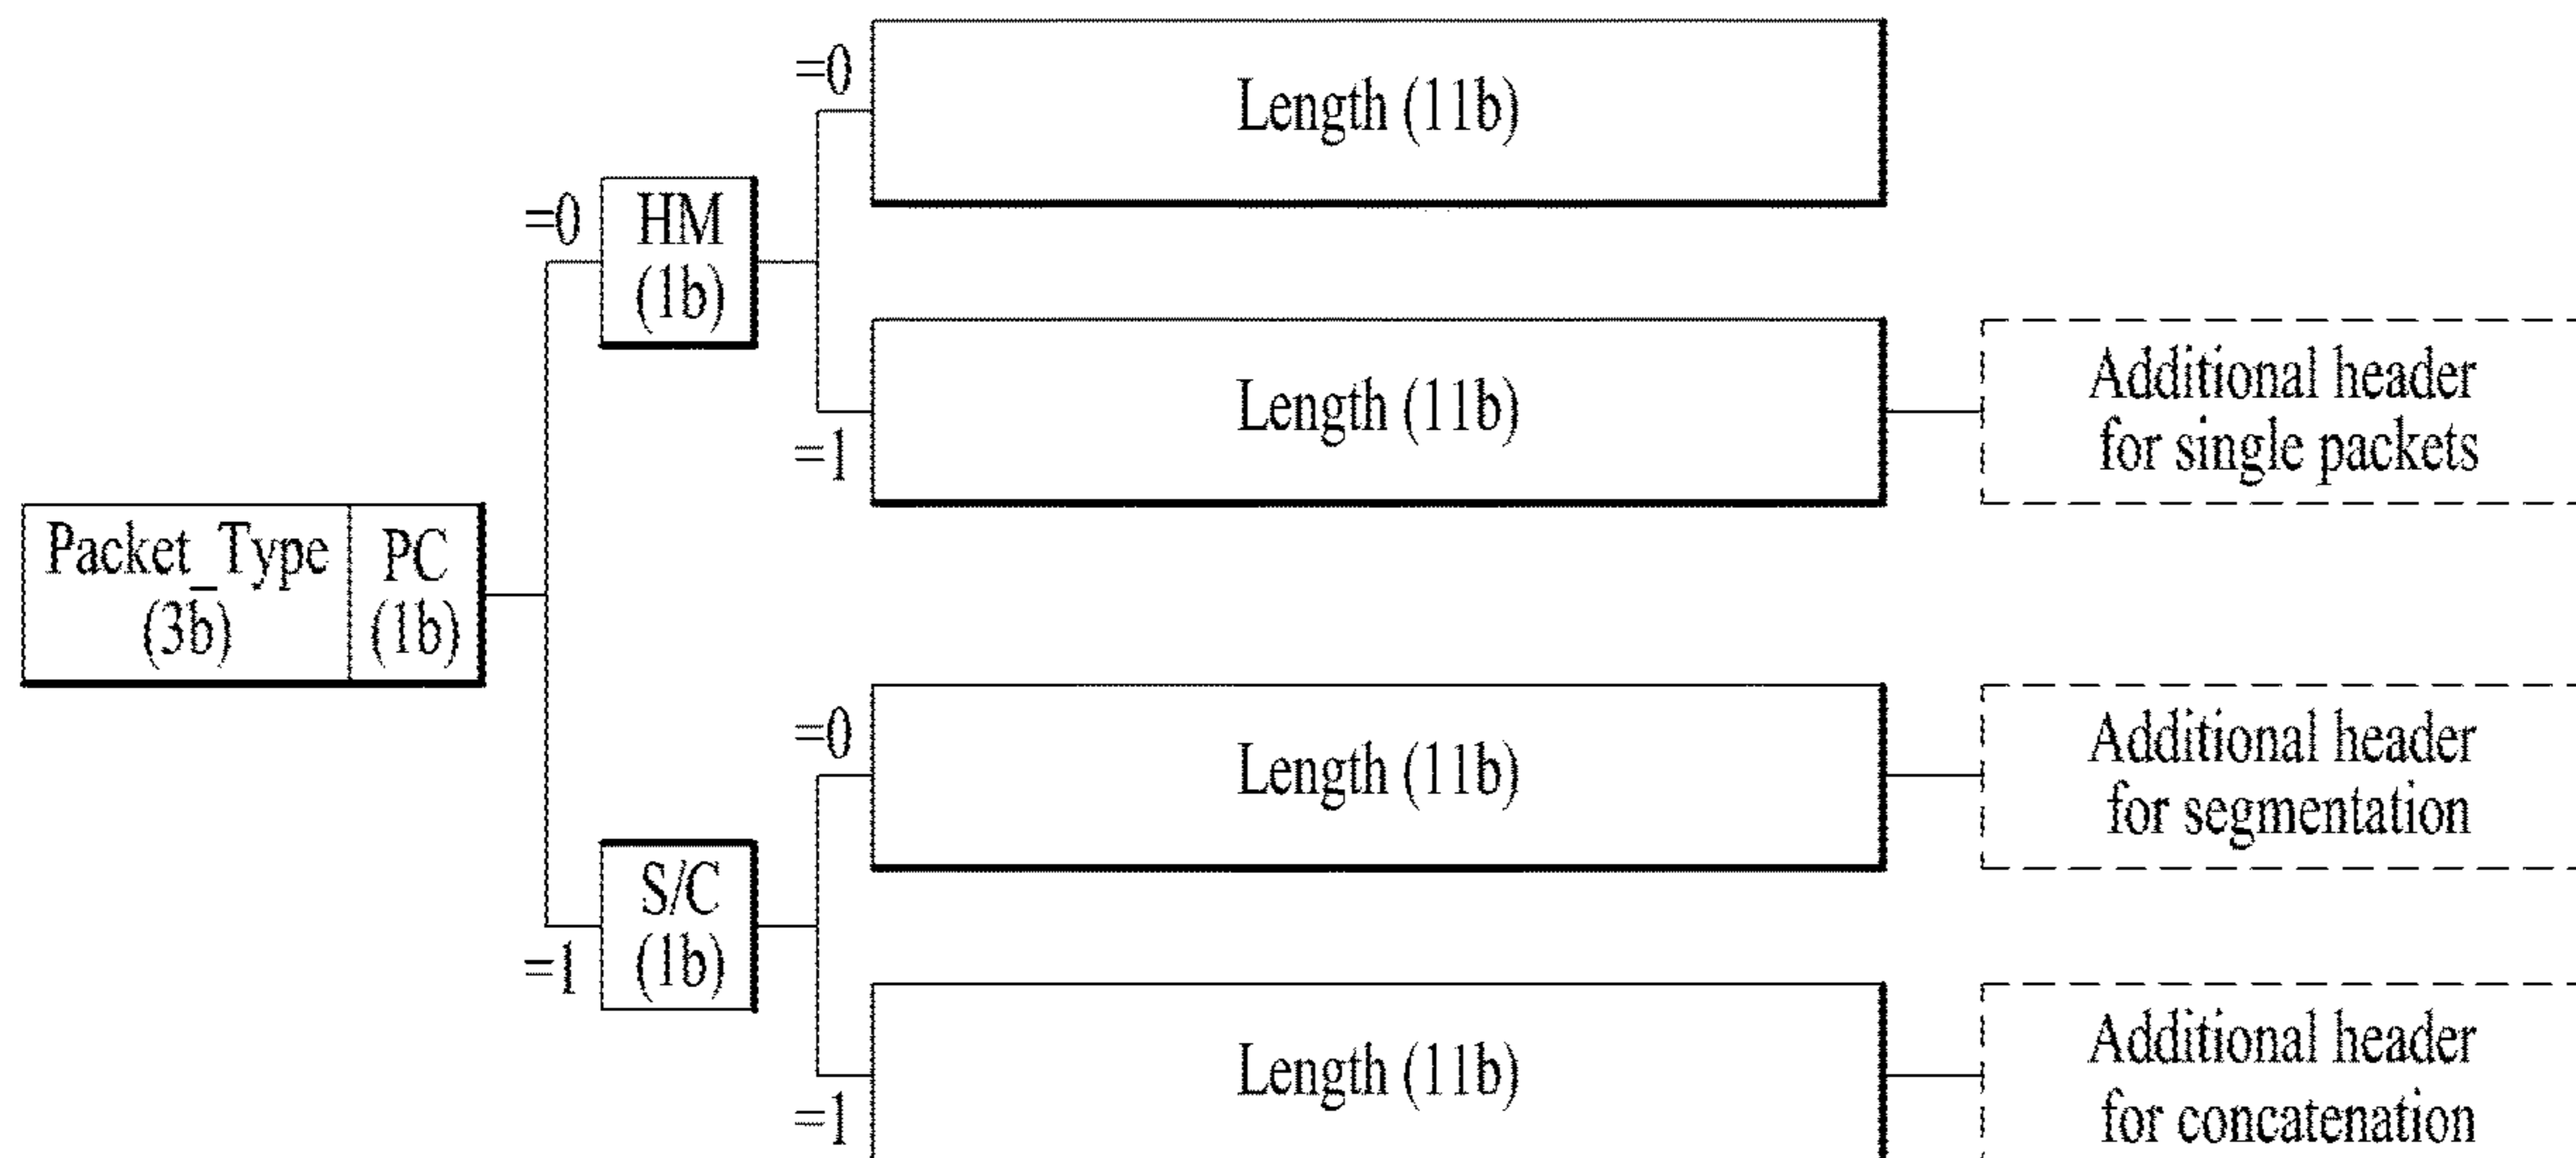 =0
Length (11b)
=0
HM
(1b)
Length (11b)
=1
Additional header
for single packets
Packet_Type
(3b)
PC
(1b)
=0
Length (11b)
Additional header
for segmentation
=1
S/C
(1b)
Length (11b)
=1
Additional header
for concatenation